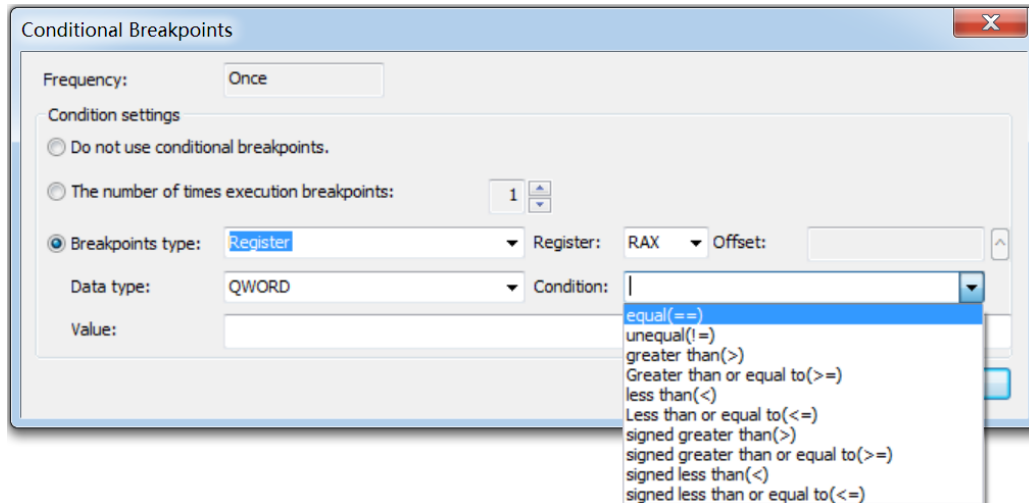 Conditional Breakpoints
Frequency: Once
Condition settings
Do not use conditional breakpoints.
The number of times execution breakpoints: 1
Breakpoints type: Register Register: RAX Offset:
Data type: QWORD Condition:
Value:
equal(==)
unequal(!=)
greater than(>)
Greater than or equal to(>=)
less than(<)
Less than or equal to(<=)
signed greater than(>)
signed greater than or equal to(>=)
signed less than(<)
signed less than or equal to(<=)